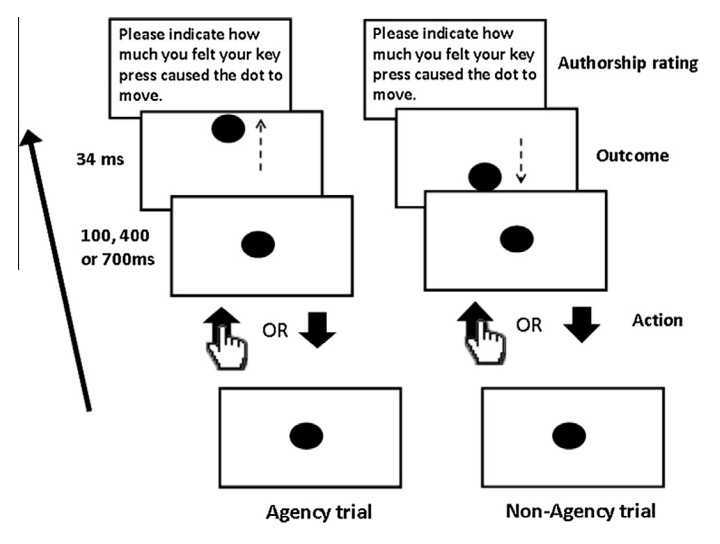 Please indicate how
much you felt your key
press caused the dot to
move.
Please indicate how
much you felt your key
press caused the dot to
move.
Authorship rating
34 ms
Outcome
100, 400
or 700ms
OR
OR
Action
Agency trial
Non-Agency trial